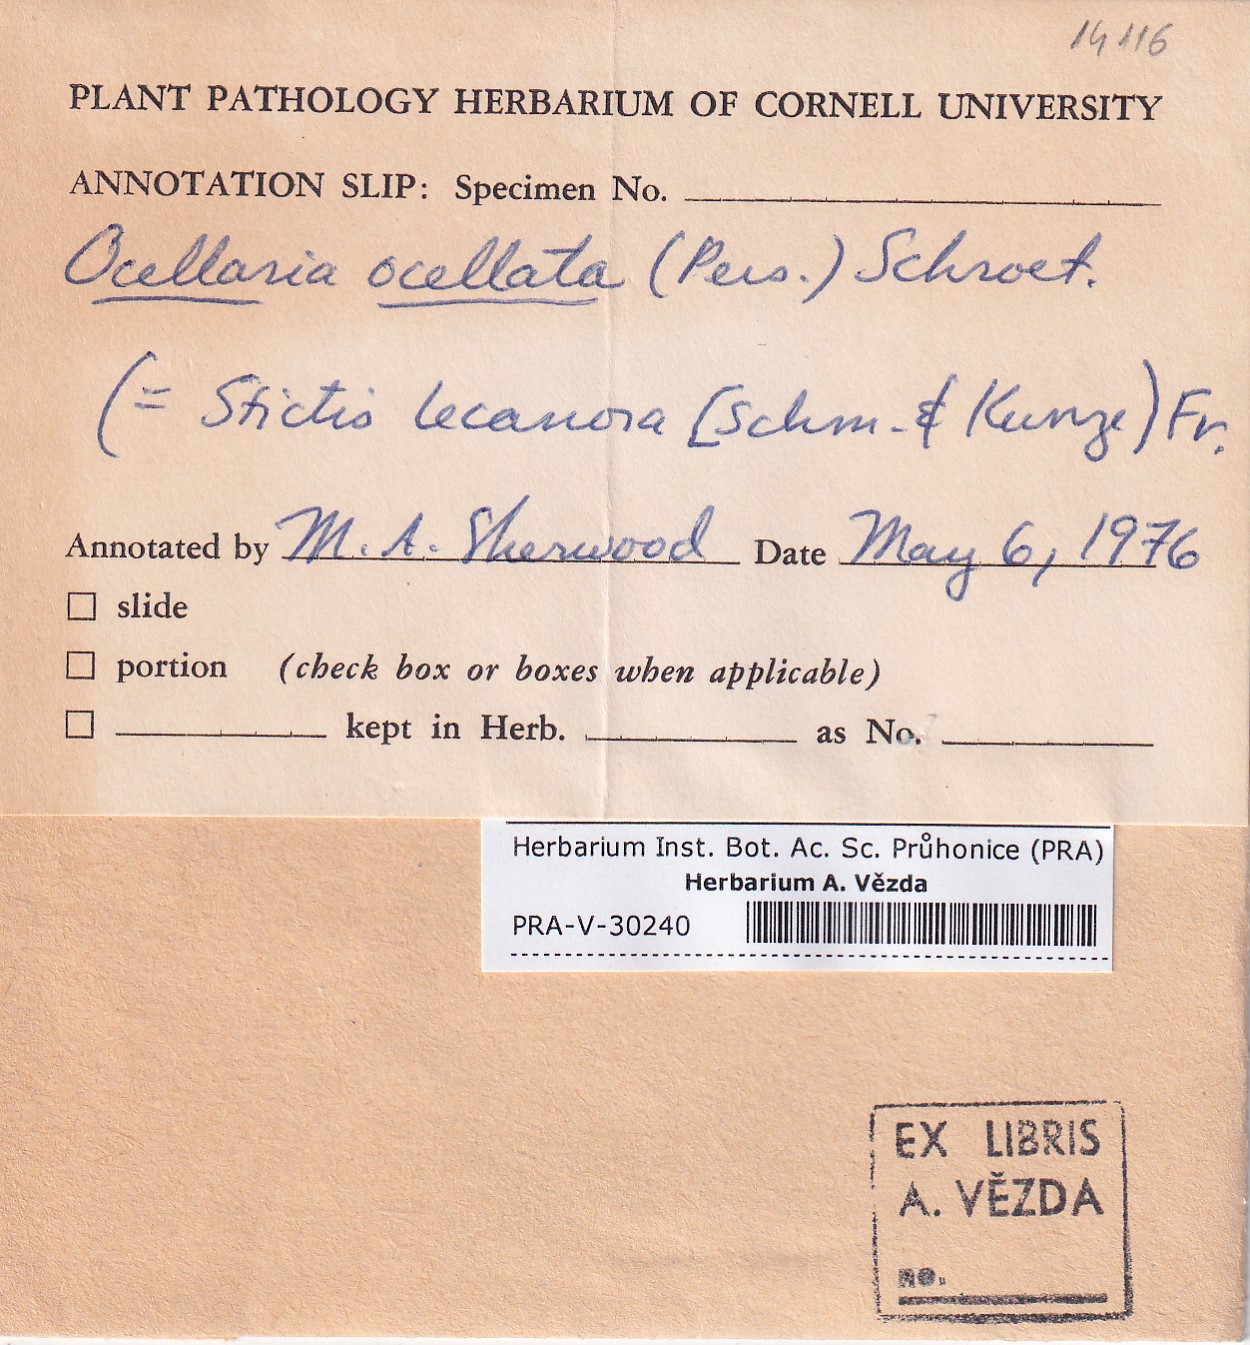 14116
PLANT PATHOLOGY HERBARIUM OF CORNELL UNIVERSITY
ANNOTATION SLIP: Specimen No.
Ocellaria ocellata (Pers.) Schroet.
(= Stictis lecanora [Schm. & Kunze) Fr.
Annotated by M. A. Sherwood Date May 6, 1976
slide
portion (check box or boxes when applicable)
kept in Herb. as No.
Herbarium Inst. Bot. Ac. Sc. Průhonice (PRA)
Herbarium A. Vězda
PRA-V-30240
EX LIBRIS
A. VĚZDA
NO.